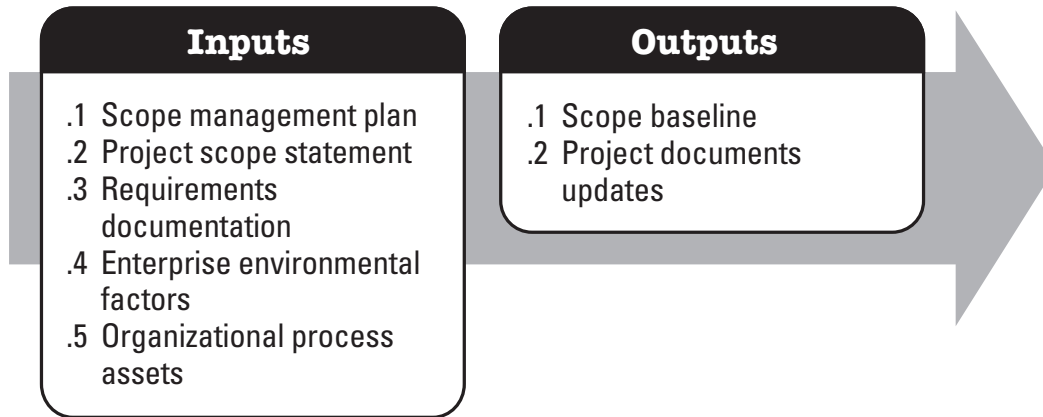 Inputs
.1 Scope management plan
.2 Project scope statement
.3 Requirements
documentation
.4 Enterprise environmental
factors
.5 Organizational process
assets
Outputs
.1 Scope baseline
.2 Project documents
updates